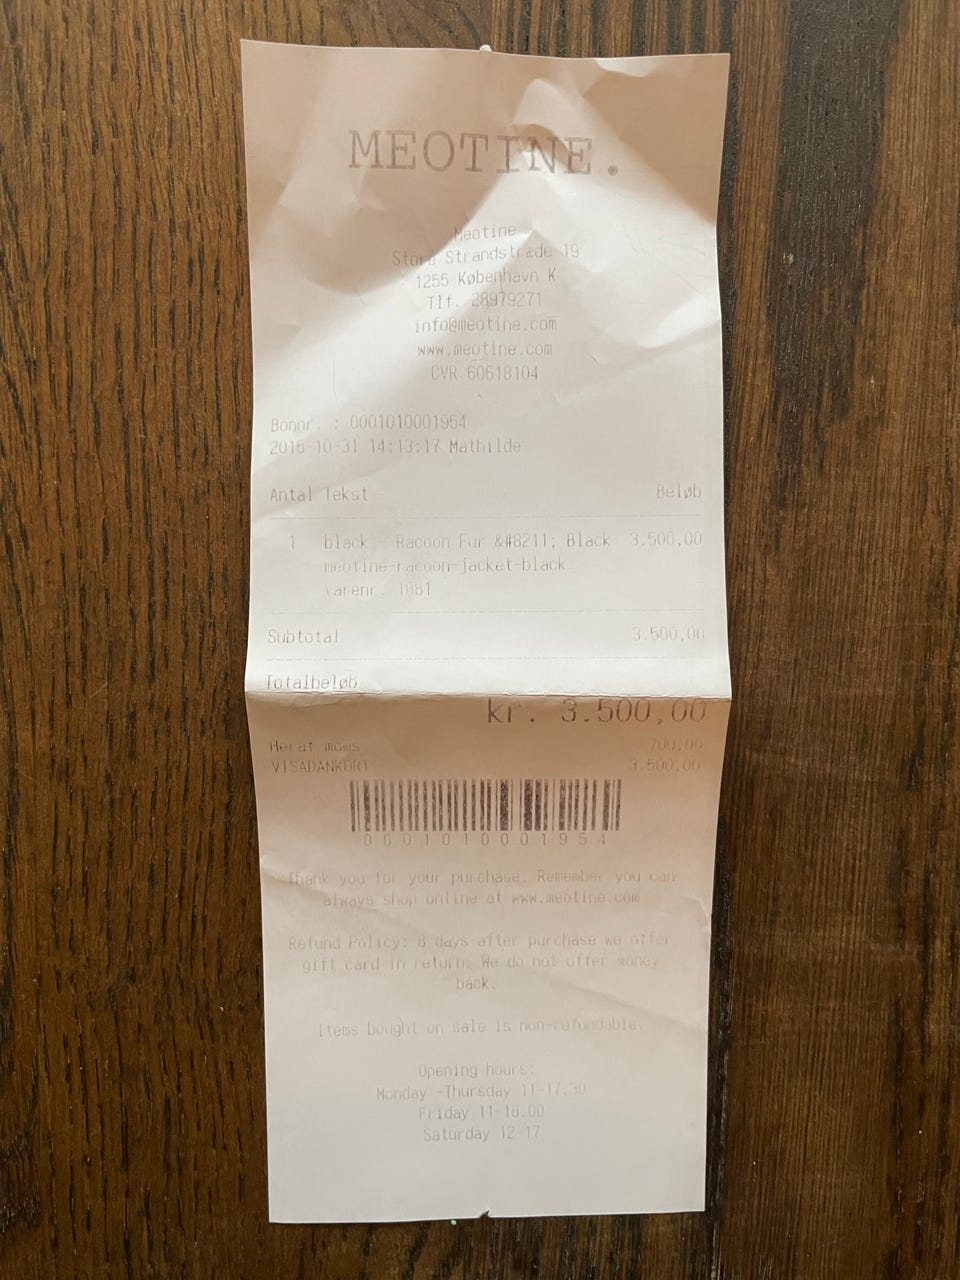 MEOTINE.
Meotine
Store Strandstræde 19
1255 København K
Tlf. 28979271
info@meotine.com
www.meotine.com
CVR 60618104
Bonnr. : 0001010001954
2015-10-31 14:13:17 Mathilde
Antal Tekst Beløb
1 black - Racoon Fur &#8211; Black 3.500,00
meotine-racoon-jacket-black
Varenr. 1881
Subtotal 3.500,00
Totalbeløb
kr. 3.500,00
Heraf moms 700,00
VISADANKORT 3.500,00
0001010001954
Thank you for your purchase. Remember you can
always shop online at www.meotine.com
Refund Policy: 8 days after purchase we offer
gift card in return. We do not offer money
back.
Items bought on sale is non-refundable.
Opening hours:
Monday -Thursday 11-17.30
Friday 11-18.00
Saturday 12-17